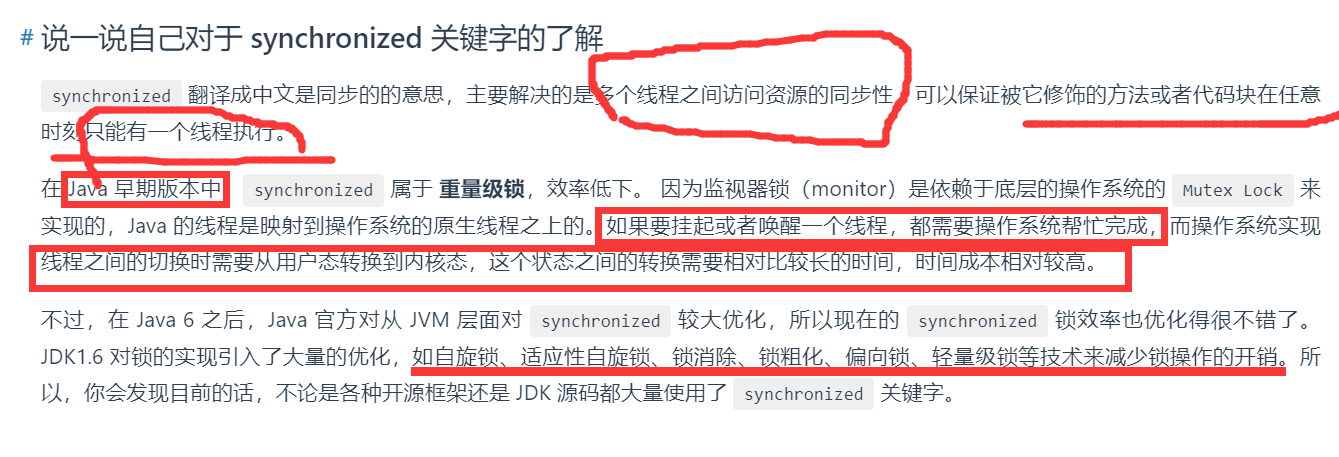 # 说一说自己对于 synchronized 关键字的了解
synchronized 翻译成中文是同步的的意思，主要解决的是多个线程之间访问资源的同步性，可以保证被它修饰的方法或者代码块在任意
时刻只能有一个线程执行。
在 Java 早期版本中，synchronized 属于 重量级锁，效率低下。 因为监视器锁（monitor）是依赖于底层的操作系统的 Mutex Lock 来
实现的，Java 的线程是映射到操作系统的原生线程之上的。如果要挂起或者唤醒一个线程，都需要操作系统帮忙完成，而操作系统实现
线程之间的切换时需要从用户态转换到内核态，这个状态之间的转换需要相对比较长的时间，时间成本相对较高。
不过，在 Java 6 之后，Java 官方对从 JVM 层面对 synchronized 较大优化，所以现在的 synchronized 锁效率也优化得很不错了。
JDK1.6 对锁的实现引入了大量的优化，如自旋锁、适应性自旋锁、锁消除、锁粗化、偏向锁、轻量级锁等技术来减少锁操作的开销。所
以，你会发现目前的话，不论是各种开源框架还是 JDK 源码都大量使用了 synchronized 关键字。